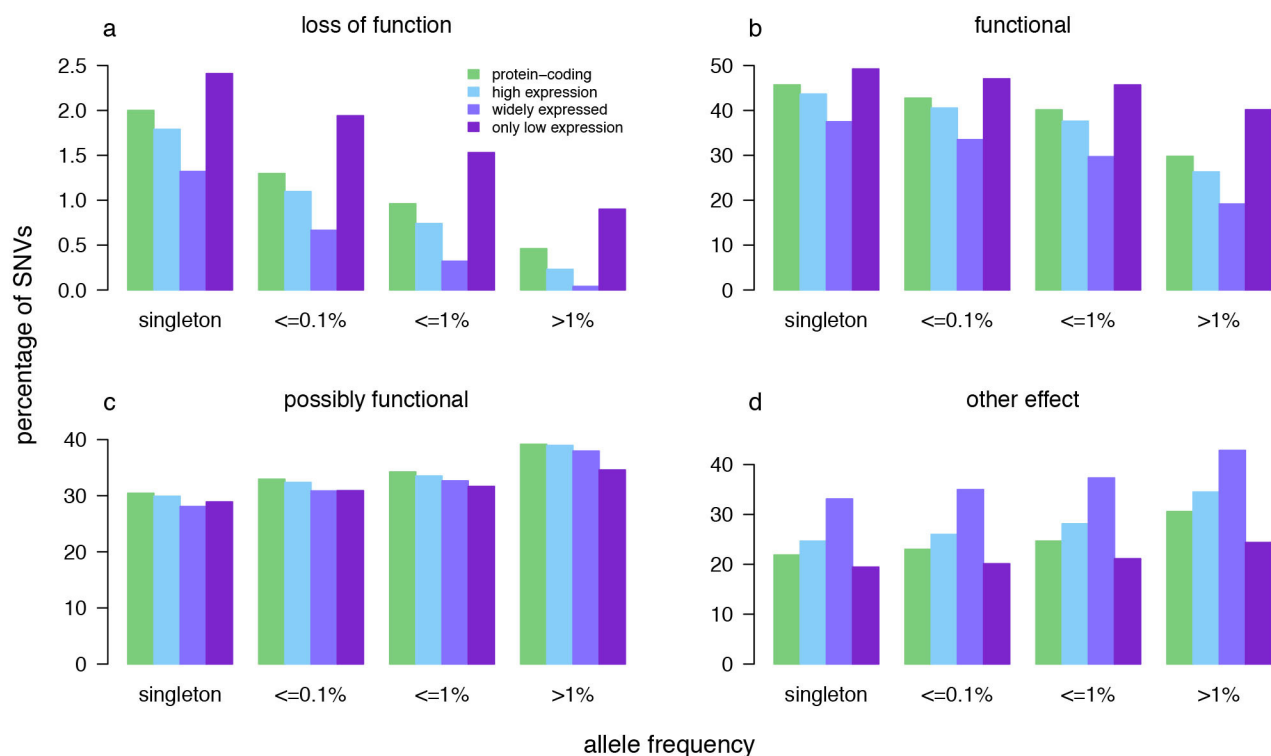 a loss of function
2.5
2.0
1.5
1.0
0.5
0.0
protein-coding
high expression
widely expressed
only low expression
singleton <=0.1% <=1% >1%
b functional
50
40
30
20
10
0
singleton <=0.1% <=1% >1%
percentage of SNVs
c possibly functional
40
30
20
10
0
singleton <=0.1% <=1% >1%
d other effect
40
30
20
10
0
singleton <=0.1% <=1% >1%
allele frequency